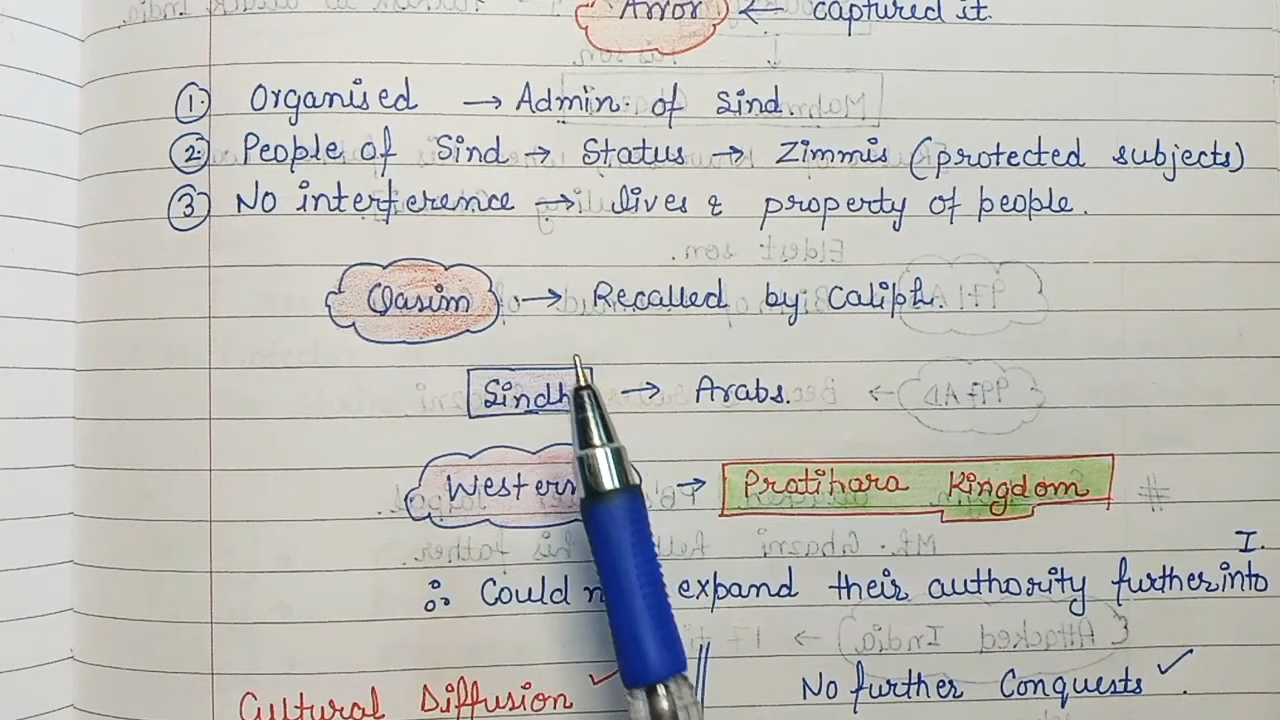 Arror ← captured it.
① Organised → Admin. of Sind.
② People of Sind → Status → Zimmis (protected subjects)
③ No interference → lives & property of people.
Qasim → Recalled by Caliph.
Sindh → Arabs.
Western → Pratihara Kingdom
I.
∴ Could expand their authority further into
Cultural Diffusion ✓ || No further Conquests ✓.